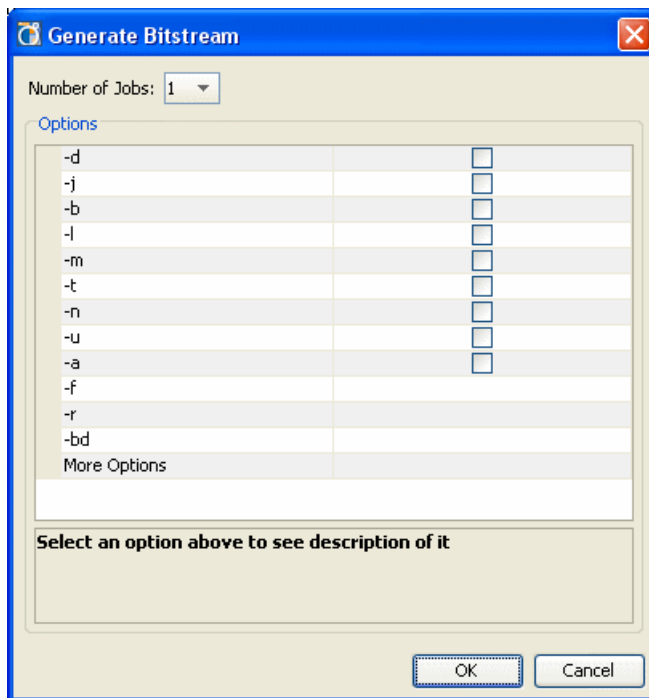 Generate Bitstream
Number of Jobs: 1
Options
-d
-j
-b
-l
-m
-t
-n
-u
-a
-f
-r
-bd
More Options
Select an option above to see description of it
OK Cancel